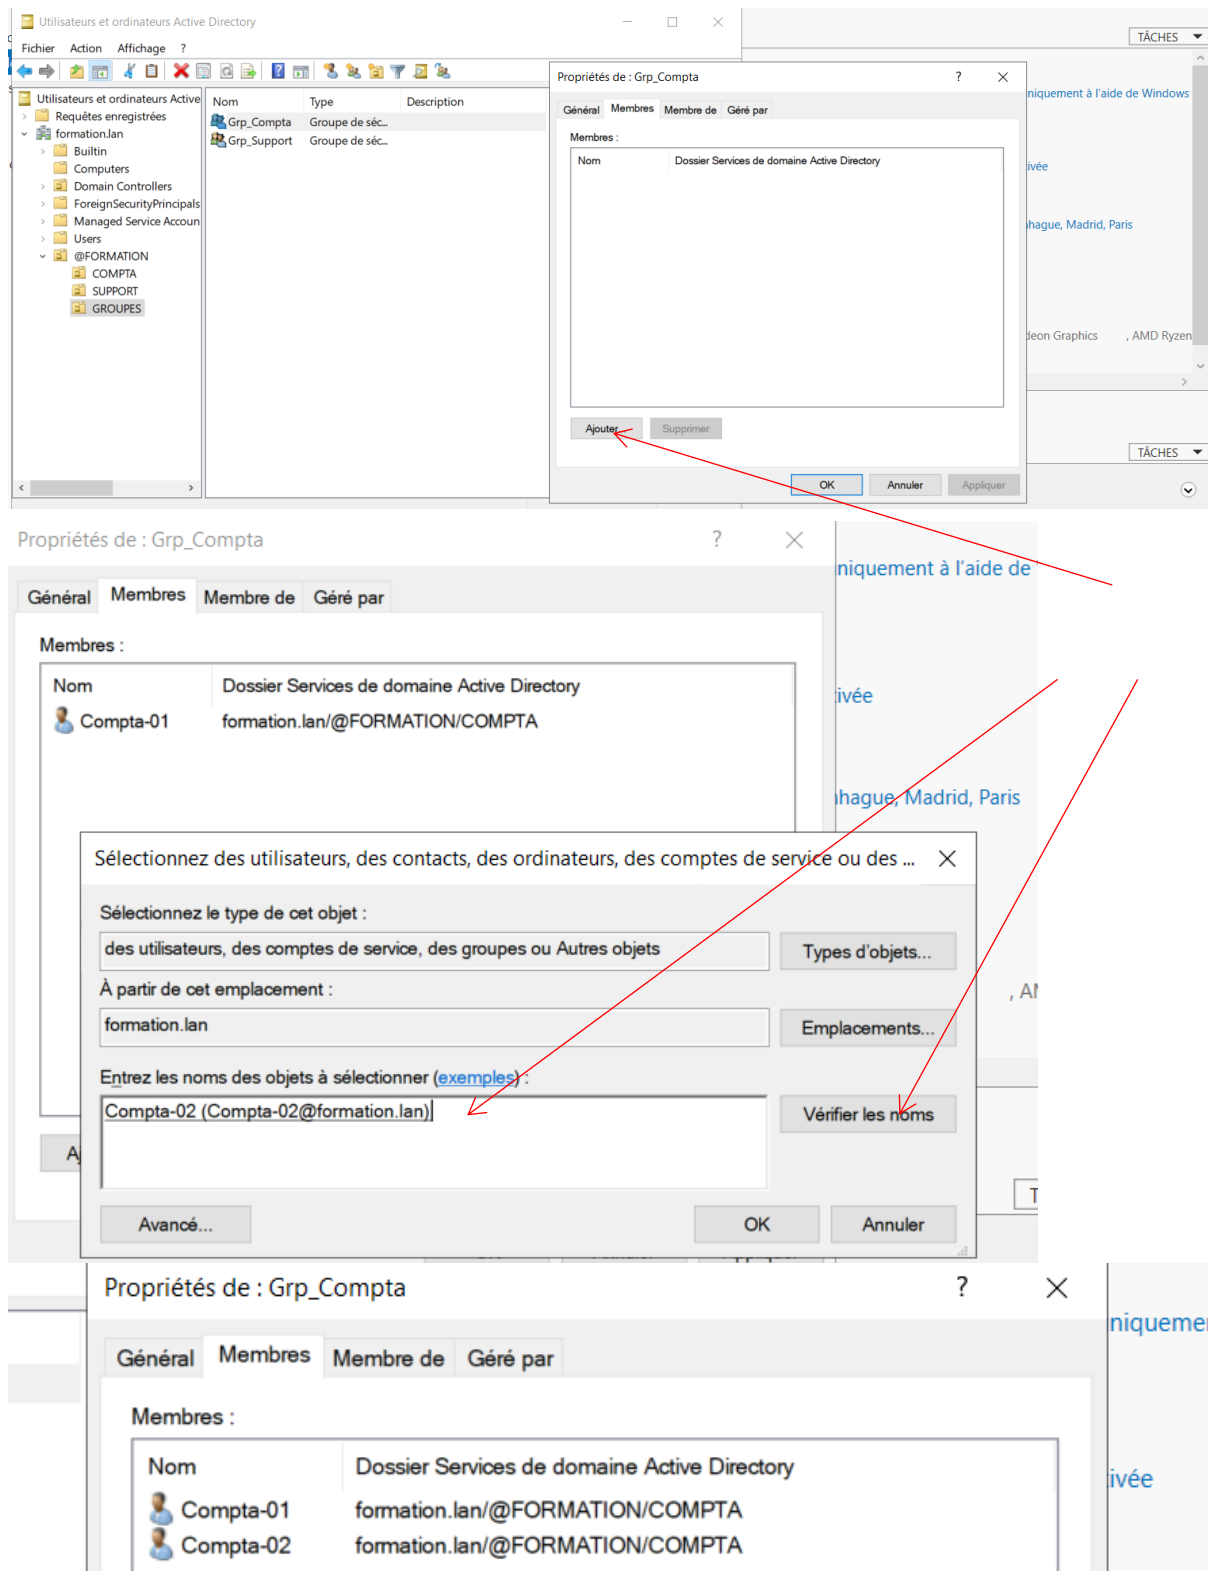 Utilisateurs et ordinateurs Active Directory
Fichier Action Affichage ?
TÂCHES
Utilisateurs et ordinateurs Active
Requêtes enregistrées
formation.lan
Builtin
Computers
Domain Controllers
ForeignSecurityPrincipals
Managed Service Accoun
Users
@FORMATION
COMPTA
SUPPORT
GROUPES
Nom Type Description
Grp_Compta Groupe de séc...
Grp_Support Groupe de séc...
Propriétés de : Grp_Compta ?
Général Membres Membre de Géré par
Membres :
Nom Dossier Services de domaine Active Directory
Ajouter... Supprimer
OK Annuler Appliquer
niquement à l'aide de Windows
ivée
nhague, Madrid, Paris
deon Graphics , AMD Ryzen
TÂCHES
Propriétés de : Grp_Compta ?
Général Membres Membre de Géré par
Membres :
Nom Dossier Services de domaine Active Directory
Compta-01 formation.lan/@FORMATION/COMPTA
niquement à l'aide de
ivée
nhague, Madrid, Paris
Sélectionnez des utilisateurs, des contacts, des ordinateurs, des comptes de service ou des ...
Sélectionnez le type de cet objet :
des utilisateurs, des comptes de service, des groupes ou Autres objets
Types d'objets...
À partir de cet emplacement :
formation.lan
Emplacements...
Entrez les noms des objets à sélectionner (exemples) :
Compta-02 (Compta-02@formation.lan)
Vérifier les noms
Avancé... OK Annuler
Propriétés de : Grp_Compta ?
Général Membres Membre de Géré par
Membres :
Nom Dossier Services de domaine Active Directory
Compta-01 formation.lan/@FORMATION/COMPTA
Compta-02 formation.lan/@FORMATION/COMPTA
niqueme
ivée